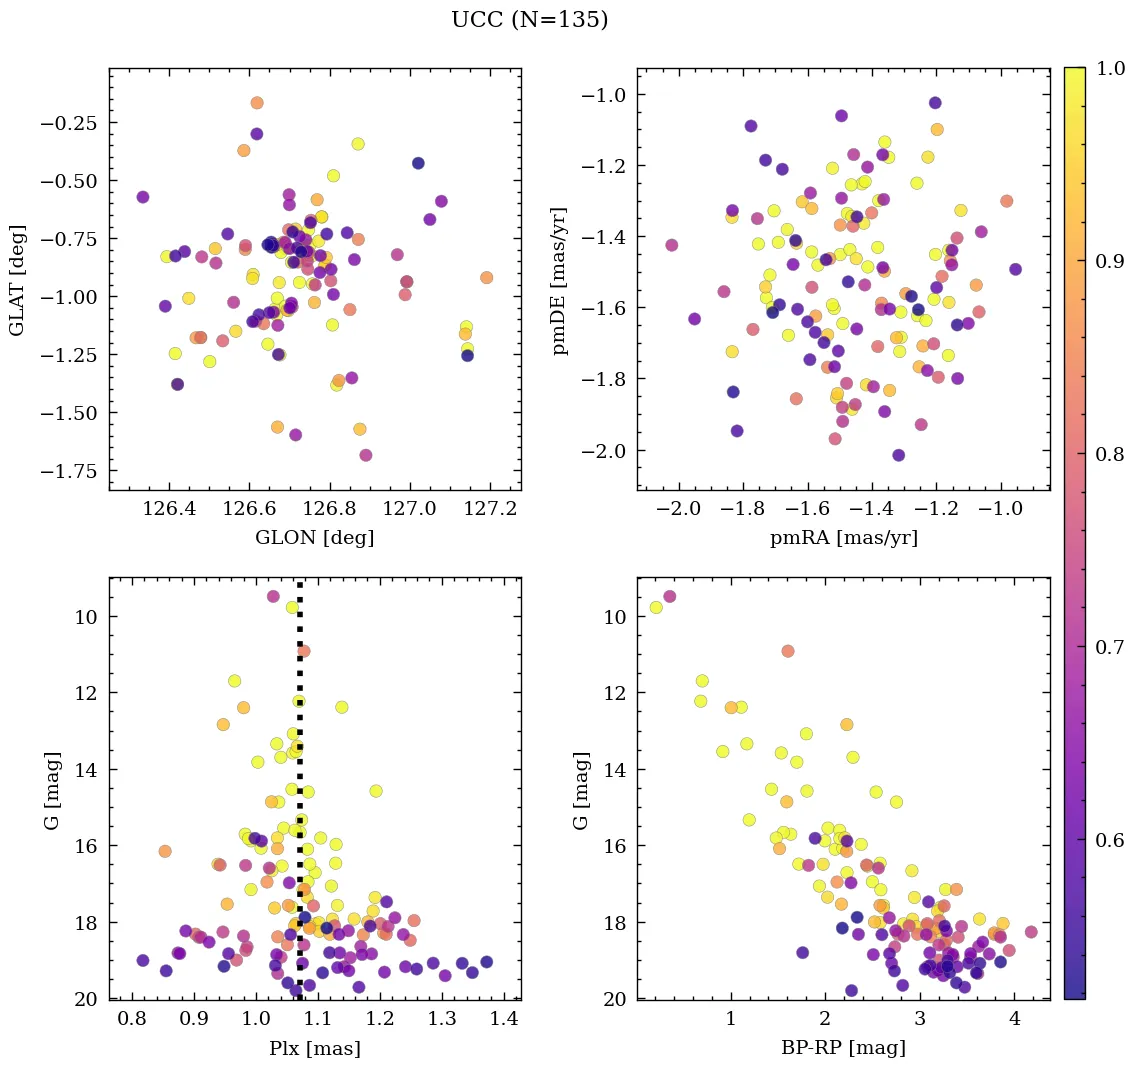 UCC (N=135)
−0.25
−0.50
−0.75
−1.00
−1.25
−1.50
−1.75
GLAT [deg]
126.4 126.6 126.8 127.0 127.2
GLON [deg]
−1.0
−1.2
−1.4
−1.6
−1.8
−2.0
pmDE [mas/yr]
−2.0 −1.8 −1.6 −1.4 −1.2 −1.0
pmRA [mas/yr]
10
12
14
16
18
20
G [mag]
0.8 0.9 1.0 1.1 1.2 1.3 1.4
Plx [mas]
10
12
14
16
18
20
G [mag]
1 2 3 4
BP-RP [mag]
1.0
0.9
0.8
0.7
0.6